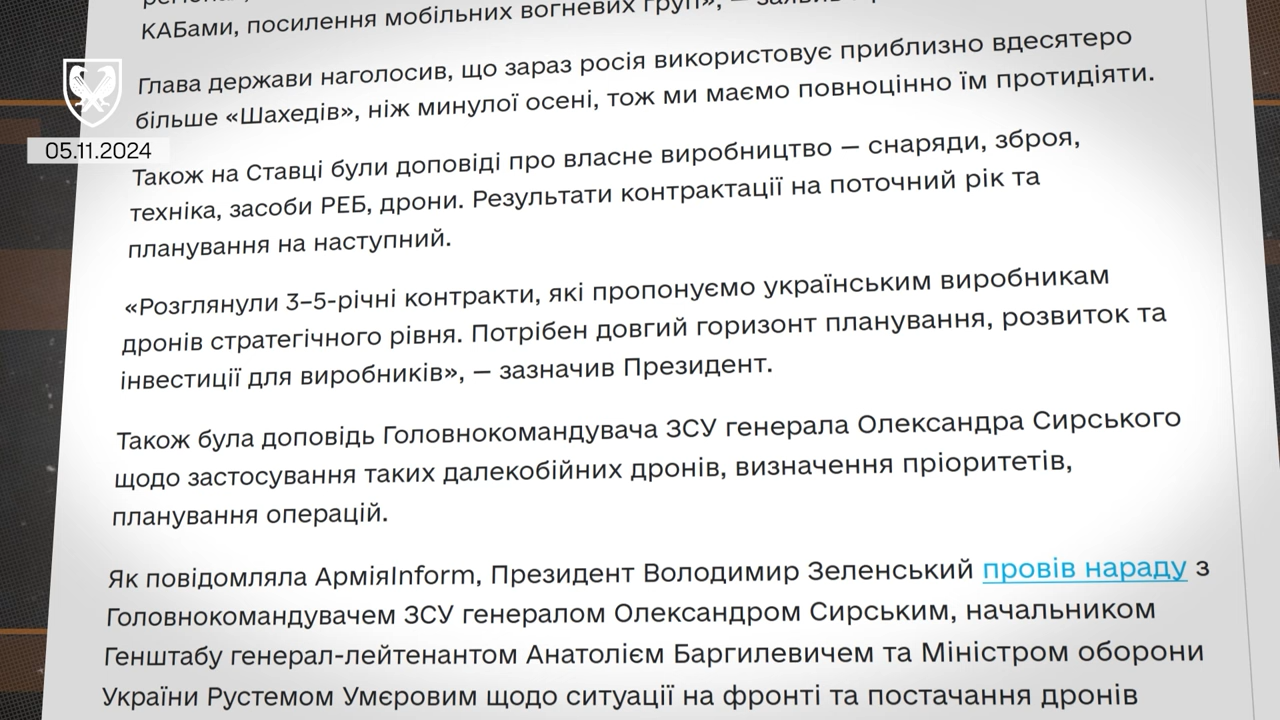 КАБами, посилення мобільних вогневих груп», —
Глава держави наголосив, що зараз росія використовує приблизно вдесятеро
більше «Шахедів», ніж минулої осені, тож ми маємо повноцінно їм протидіяти.
05.11.2024
Також на Ставці були доповіді про власне виробництво — снаряди, зброя,
техніка, засоби РЕБ, дрони. Результати контрактації на поточний рік та
планування на наступний.
«Розглянули 3–5-річні контракти, які пропонуємо українським виробникам
дронів стратегічного рівня. Потрібен довгий горизонт планування, розвиток та
інвестиції для виробників», — зазначив Президент.
Також була доповідь Головнокомандувача ЗСУ генерала Олександра Сирського
щодо застосування таких далекобійних дронів, визначення пріоритетів,
планування операцій.
Як повідомляла АрміяInform, Президент Володимир Зеленський провів нараду з
Головнокомандувачем ЗСУ генералом Олександром Сирським, начальником
Генштабу генерал-лейтенантом Анатолієм Баргилевичем та Міністром оборони
України Рустемом Умєровим щодо ситуації на фронті та постачання дронів